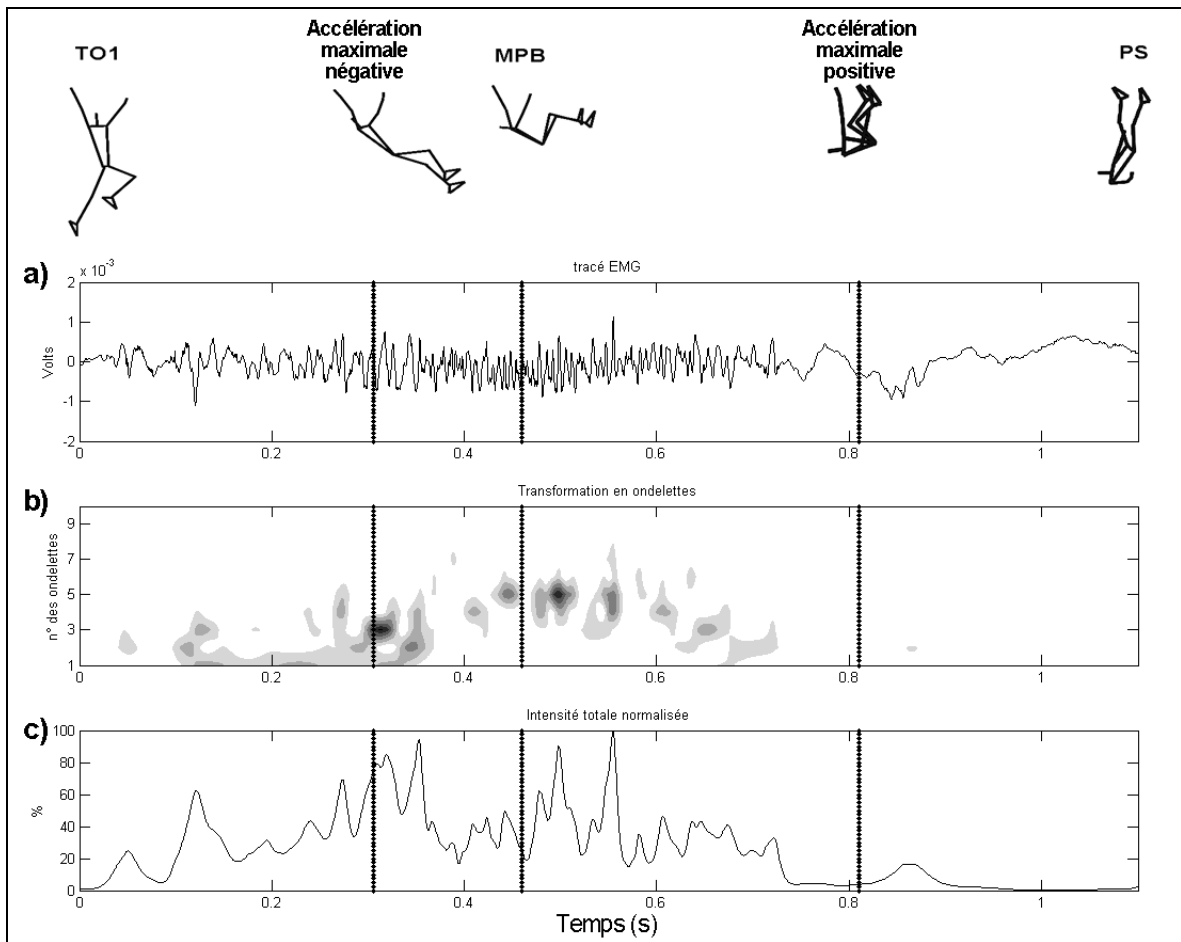 TO1
Accélération
maximale
négative
MPB
Accélération
maximale
positive
PS
a)
x 10⁻³
tracé EMG
2
1
0
-1
-2
Volts
0 0.2 0.4 0.6 0.8 1
b)
Transformation en ondelettes
9
7
5
3
1
n° des ondelettes
0 0.2 0.4 0.6 0.8 1
c)
Intensité totale normalisée
100
80
60
40
20
0
%
0 0.2 0.4 0.6 0.8 1
Temps (s)